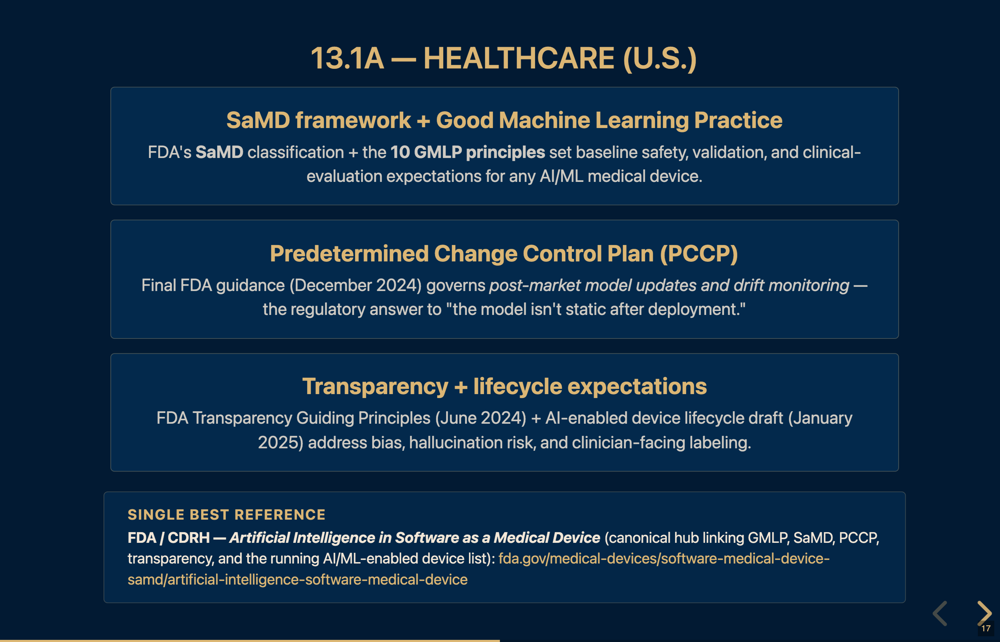 13.1A — HEALTHCARE (U.S.)
SaMD framework + Good Machine Learning Practice
FDA's SaMD classification + the 10 GMLP principles set baseline safety, validation, and clinical-
evaluation expectations for any AI/ML medical device.
Predetermined Change Control Plan (PCCP)
Final FDA guidance (December 2024) governs post-market model updates and drift monitoring —
the regulatory answer to "the model isn't static after deployment."
Transparency + lifecycle expectations
FDA Transparency Guiding Principles (June 2024) + AI-enabled device lifecycle draft (January
2025) address bias, hallucination risk, and clinician-facing labeling.
SINGLE BEST REFERENCE
FDA / CDRH — Artificial Intelligence in Software as a Medical Device (canonical hub linking GMLP, SaMD, PCCP,
transparency, and the running AI/ML-enabled device list): fda.gov/medical-devices/software-medical-device-
samd/artificial-intelligence-software-medical-device
17